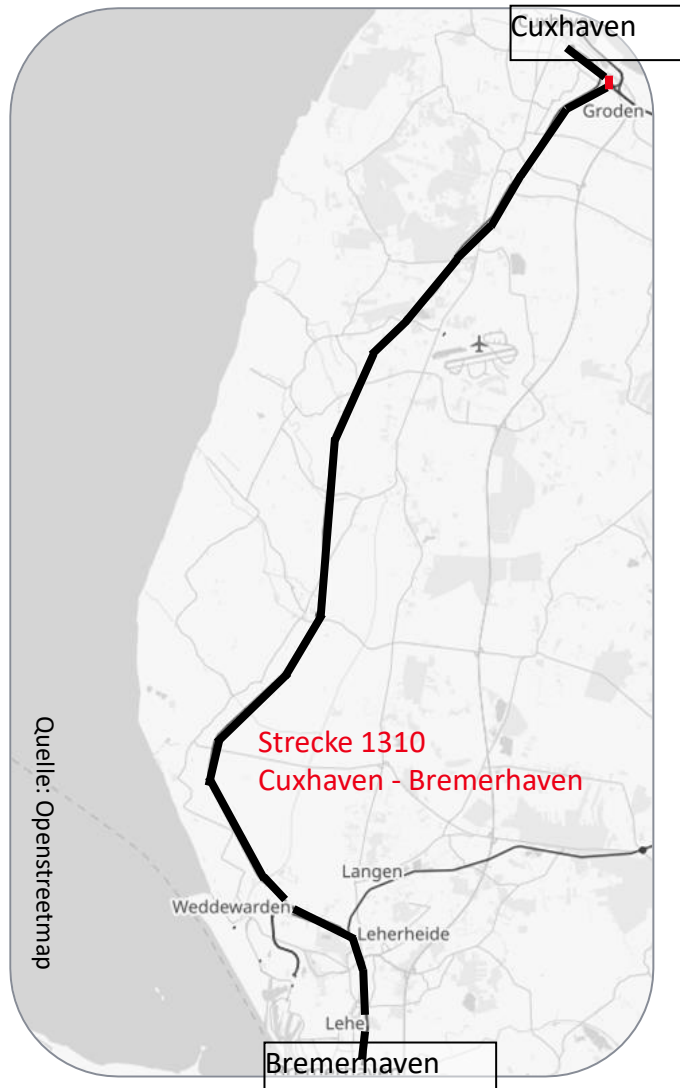 Cuxhaven
Groden
Strecke 1310
Cuxhaven - Bremerhaven
Quelle: Openstreetmap
Langen
Weddewarden
Leherheide
Lehe
Bremerhaven